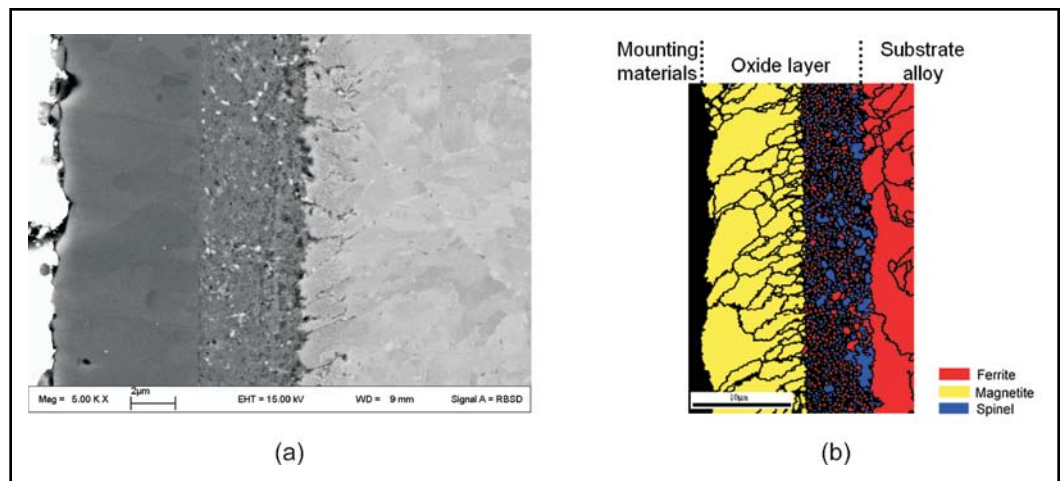 Mag = 5.00 K X
2µm
EHT = 15.00 kV
WD = 9 mm
Signal A = RBSD
(a)
Mounting materials
Oxide layer
Substrate alloy
10µm
Ferrite
Magnetite
Spinel
(b)